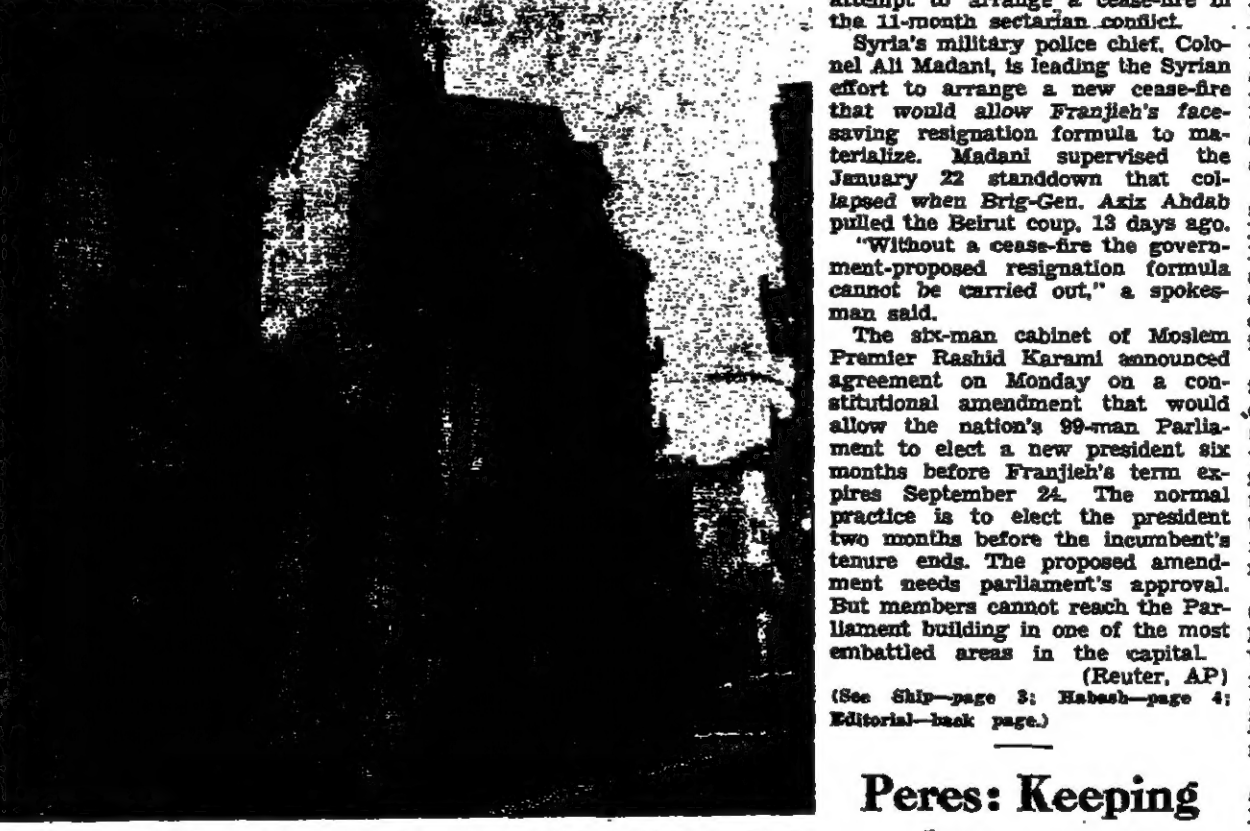 attempt to arrange a cease-fire in
the 11-month sectarian conflict.
Syria's military police chief, Colo-
nel Ali Madani, is leading the Syrian
effort to arrange a new cease-fire
that would allow Franjieh's face-
saving resignation formula to ma-
terialize. Madani supervised the
January 22 standdown that col-
lapsed when Brig-Gen. Aziz Ahdab
pulled the Beirut coup, 13 days ago.
"Without a cease-fire the govern-
ment-proposed resignation formula
cannot be carried out," a spokes-
man said.
The six-man cabinet of Moslem
Premier Rashid Karami announced
agreement on Monday on a con-
stitutional amendment that would
allow the nation's 99-man Parlia-
ment to elect a new president six
months before Franjieh's term ex-
pires September 24. The normal
practice is to elect the president
two months before the incumbent's
tenure ends. The proposed amend-
ment needs parliament's approval.
But members cannot reach the Par-
liament building in one of the most
embattled areas in the capital.
(Reuter, AP)
(See Ship—page 3; Habash—page 4;
Editorial—back page.)
Peres: Keeping